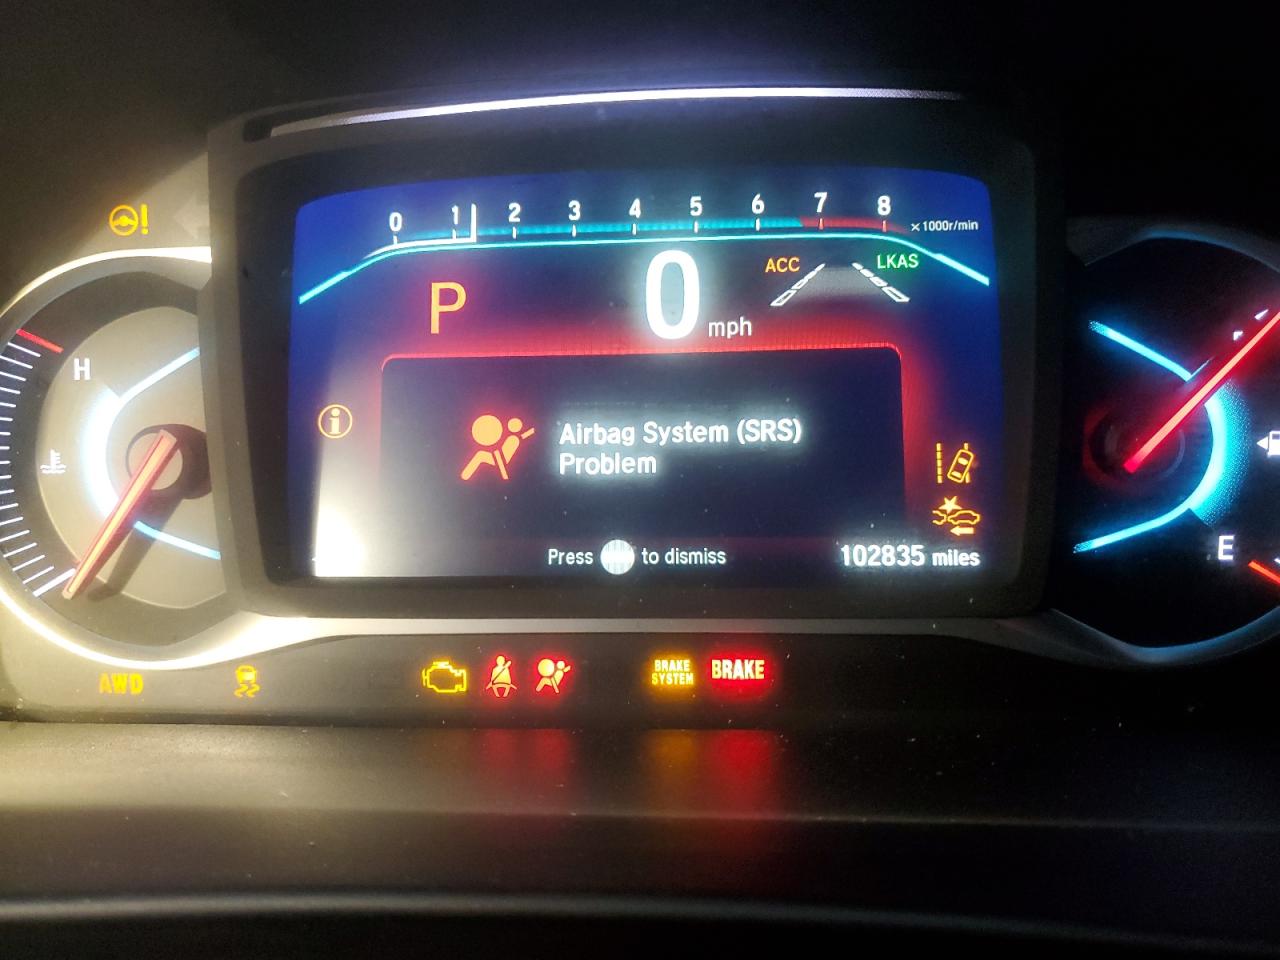 0 1 2 3 4 5 6 7 8 ×1000r/min
P
0 mph
ACC
LKAS
H
Airbag System (SRS)
Problem
Press to dismiss
102835 miles
E
AWD
BRAKE
SYSTEM
BRAKE